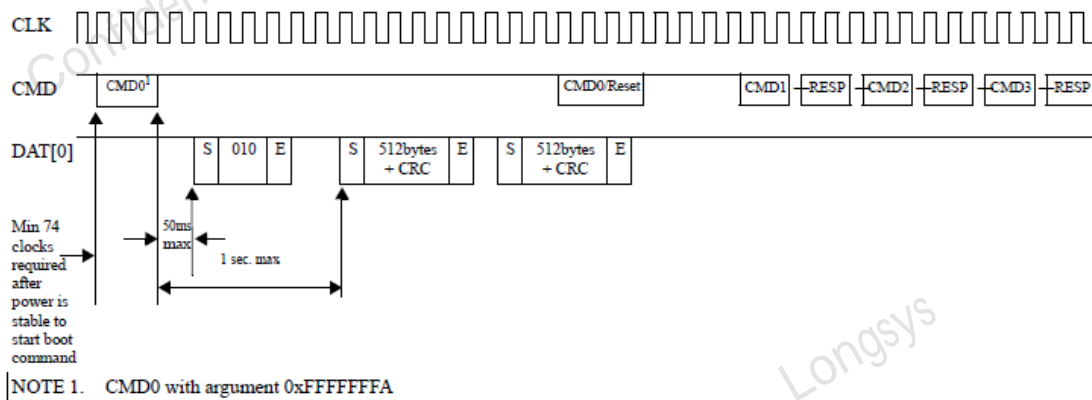 Confiden
CLK
CMD CMD0¹ CMD0/Reset CMD1 RESP CMD2 RESP CMD3 RESP
DAT[0] S 010 E S 512bytes + CRC E S 512bytes + CRC E
Min 74
clocks
required
after
power is
stable to
start boot
command
50ms
max
1 sec. max
Longsys
NOTE 1. CMD0 with argument 0xFFFFFFFA